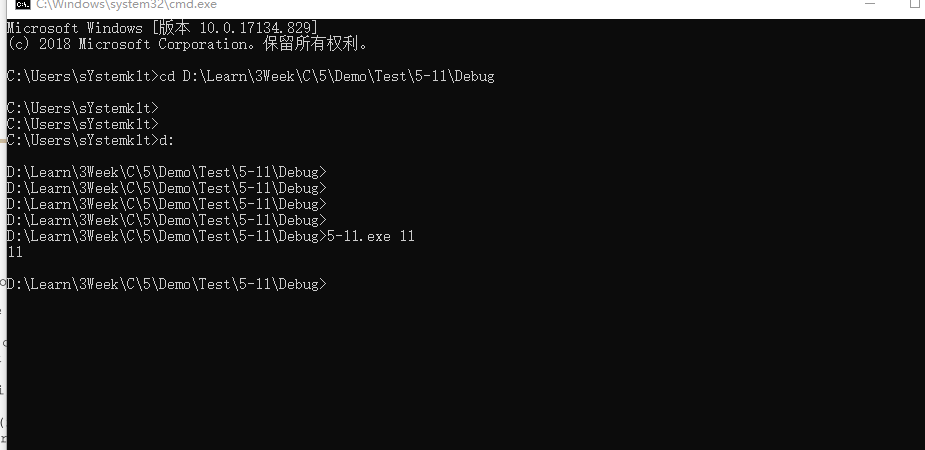 C:\Windows\system32\cmd.exe
Microsoft Windows [版本 10.0.17134.829]
(c) 2018 Microsoft Corporation。保留所有权利。
C:\Users\sYstemk1t>cd D:\Learn\3Week\C\5\Demo\Test\5-11\Debug
C:\Users\sYstemk1t>
C:\Users\sYstemk1t>
C:\Users\sYstemk1t>d:
D:\Learn\3Week\C\5\Demo\Test\5-11\Debug>
D:\Learn\3Week\C\5\Demo\Test\5-11\Debug>
D:\Learn\3Week\C\5\Demo\Test\5-11\Debug>
D:\Learn\3Week\C\5\Demo\Test\5-11\Debug>
D:\Learn\3Week\C\5\Demo\Test\5-11\Debug>5-11.exe 11
11
D:\Learn\3Week\C\5\Demo\Test\5-11\Debug>